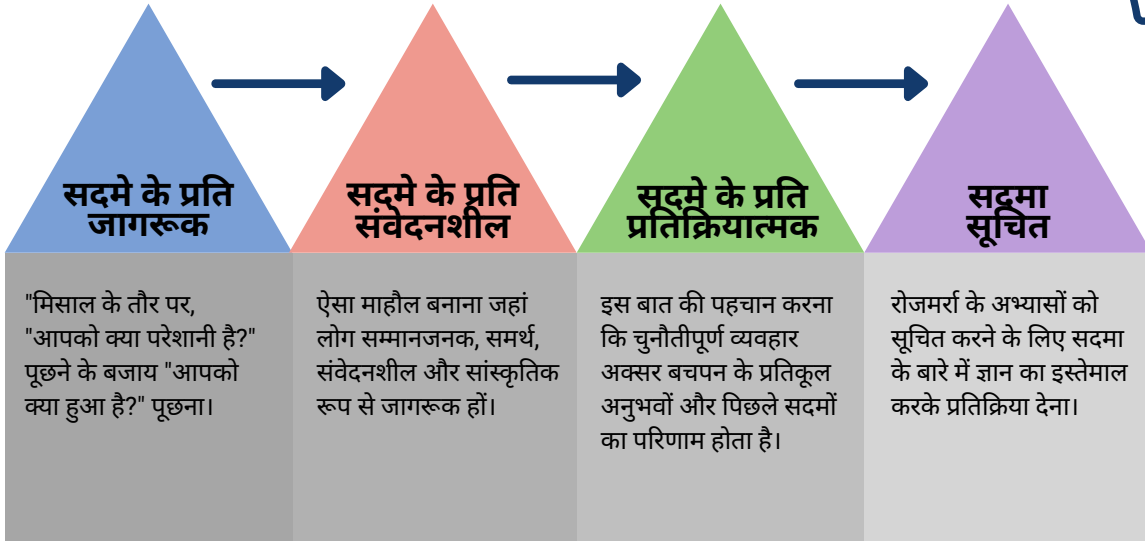 सदमे के प्रति
जागरूक
"मिसाल के तौर पर,
"आपको क्या परेशानी है?"
पूछने के बजाय "आपको
क्या हुआ है?" पूछना।
सदमे के प्रति
संवेदनशील
ऐसा माहौल बनाना जहां
लोग सम्मानजनक, समर्थ,
संवेदनशील और सांस्कृतिक
रूप से जागरूक हों।
सदमे के प्रति
प्रतिक्रियात्मक
इस बात की पहचान करना
कि चुनौतीपूर्ण व्यवहार
अक्सर बचपन के प्रतिकूल
अनुभवों और पिछले सदमों
का परिणाम होता है।
सदमा
सूचित
रोजमर्रा के अभ्यासों को
सूचित करने के लिए सदमा
के बारे में ज्ञान का इस्तेमाल
करके प्रतिक्रिया देना।